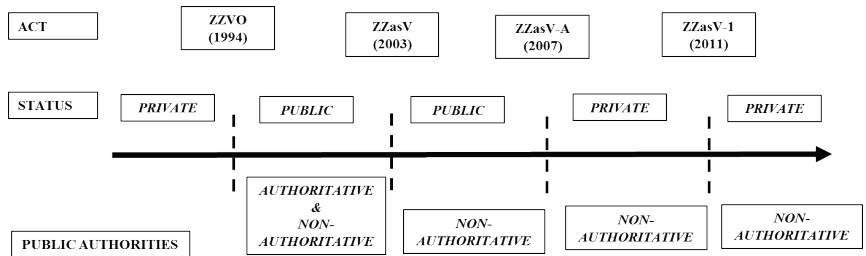 ACT
ZZVO
(1994)
ZZasV
(2003)
ZZasV-A
(2007)
ZZasV-1
(2011)
STATUS
PRIVATE
PUBLIC
PUBLIC
PRIVATE
PRIVATE
PUBLIC AUTHORITIES
AUTHORITATIVE
&
NON-
AUTHORITATIVE
NON-
AUTHORITATIVE
NON-
AUTHORITATIVE
NON-
AUTHORITATIVE